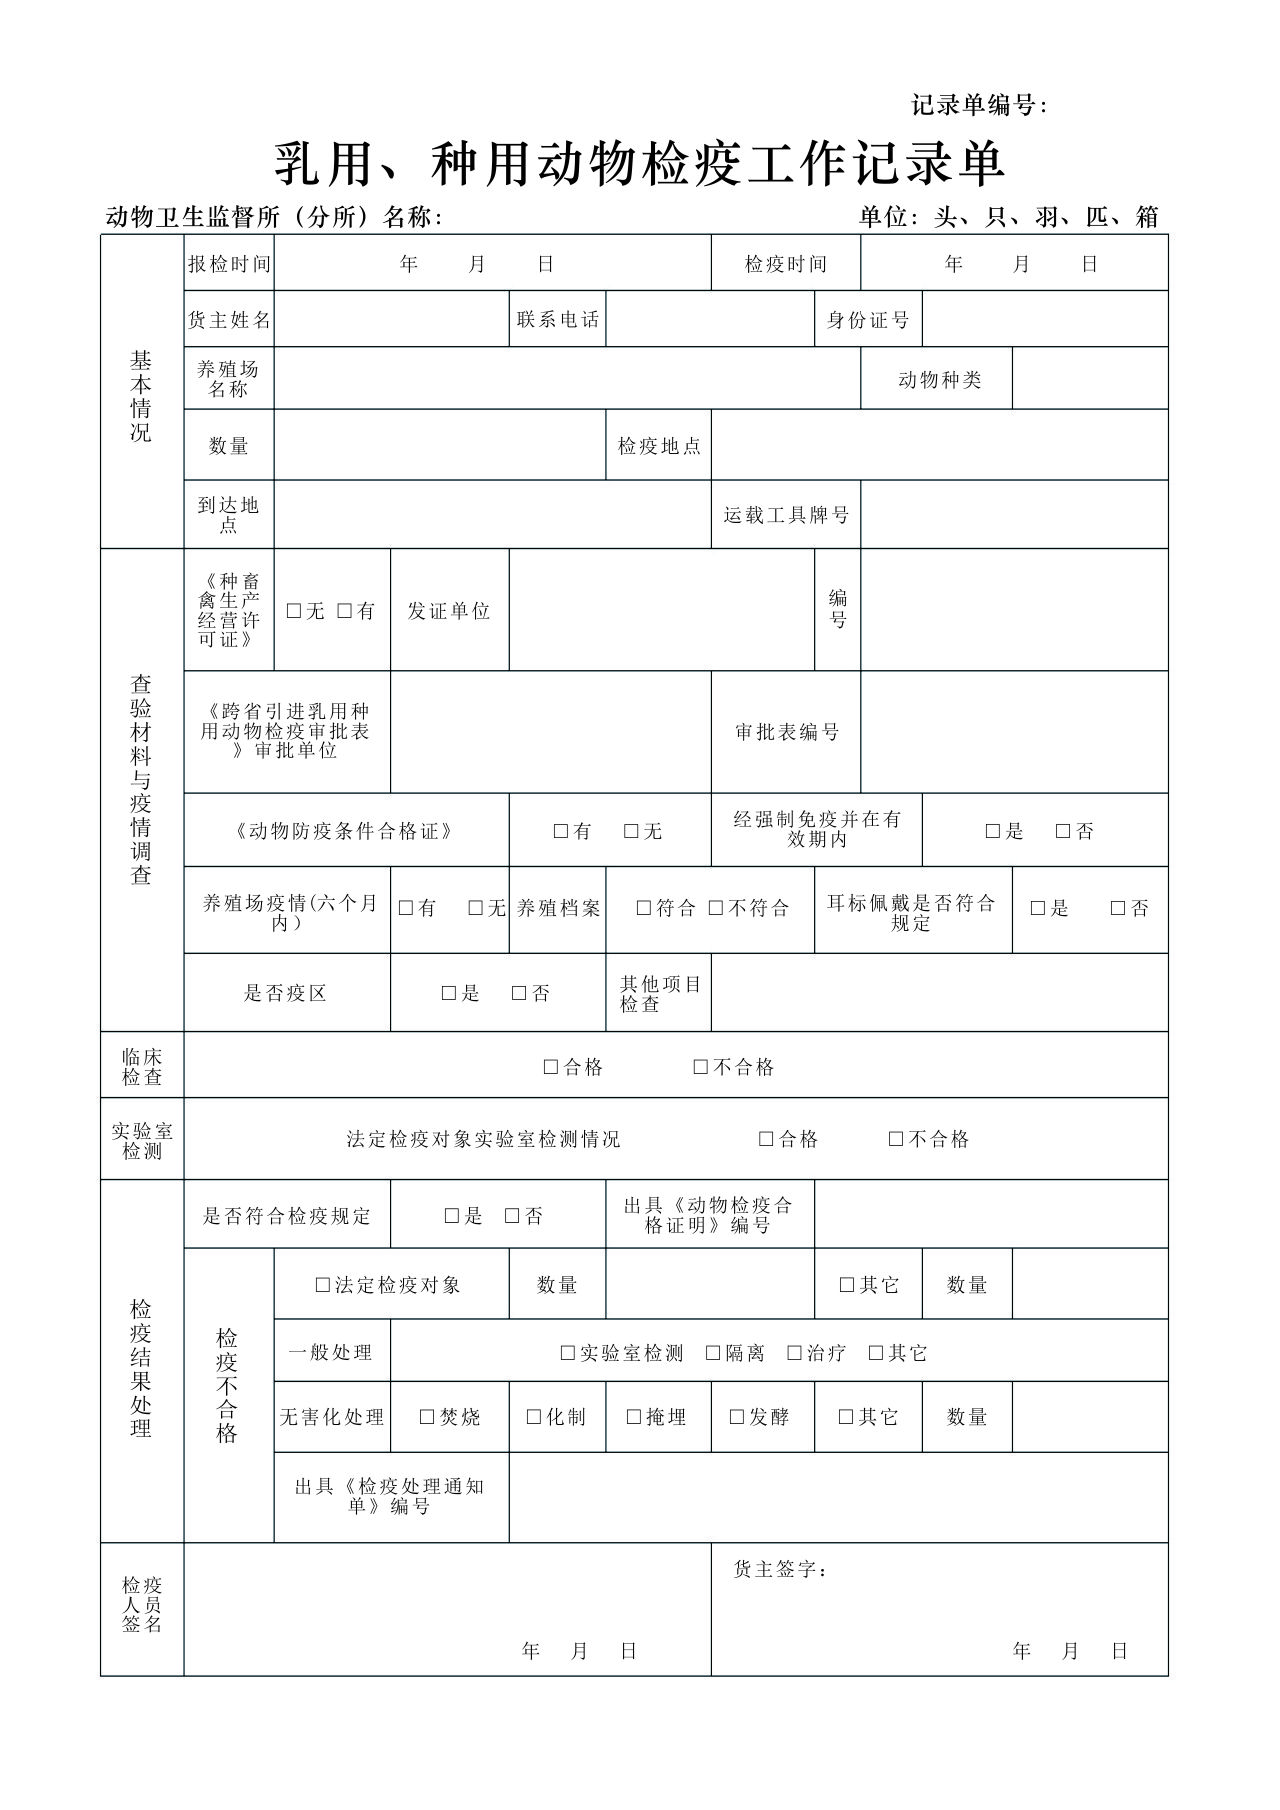 记录单编号：
乳用、种用动物检疫工作记录单
动物卫生监督所（分所）名称：
单位：头、只、羽、匹、箱
基本情况
报检时间
年 月 日
检疫时间
年 月 日
货主姓名
联系电话
身份证号
养殖场
名称
动物种类
数量
检疫地点
到达地
点
运载工具牌号
查验材料与疫情调查
《种畜
禽生产
经营许
可证》
□无 □有
发证单位
编
号
《跨省引进乳用种
用动物检疫审批表
》审批单位
审批表编号
《动物防疫条件合格证》
□有 □无
经强制免疫并在有
效期内
□是 □否
养殖场疫情(六个月
内）
□有 □无
养殖档案
□符合 □不符合
耳标佩戴是否符合
规定
□是 □否
是否疫区
□是 □否
其他项目
检查
临床
检查
□合格 □不合格
实验室
检测
法定检疫对象实验室检测情况 □合格 □不合格
检疫结果处理
是否符合检疫规定
□是 □否
出具《动物检疫合
格证明》编号
检疫不合格
□法定检疫对象
数量
□其它
数量
一般处理
□实验室检测 □隔离 □治疗 □其它
无害化处理
□焚烧
□化制
□掩埋
□发酵
□其它
数量
出具《检疫处理通知
单》编号
检疫
人员
签名
年 月 日
货主签字：
年 月 日